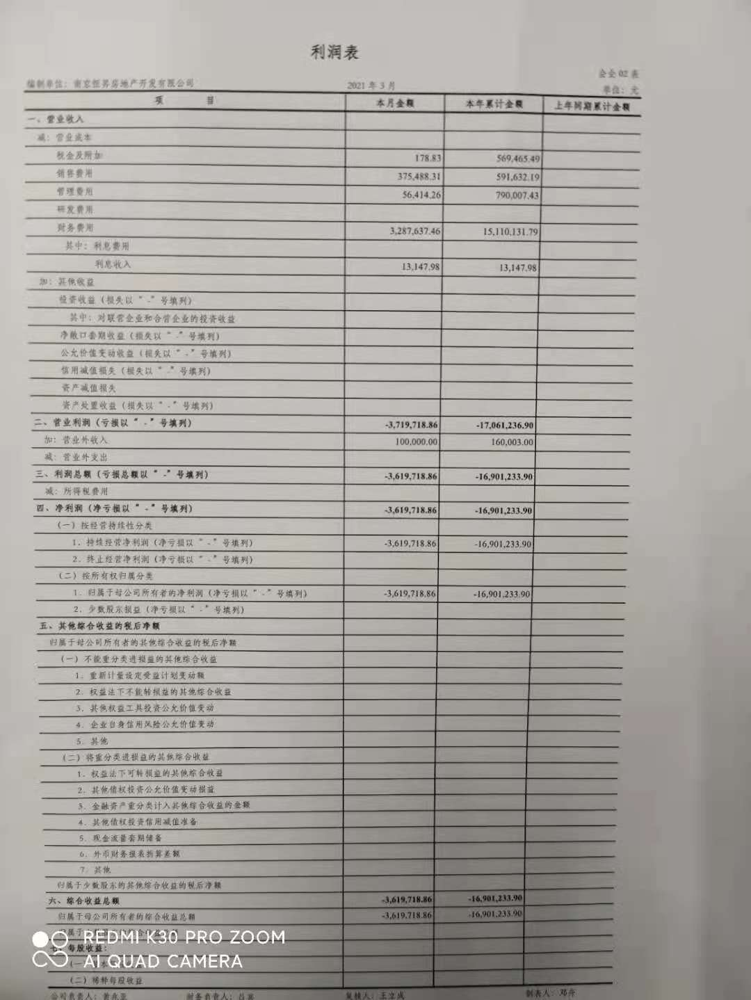 利润表
会企 02 表
编制单位：南京恒昇房地产开发有限公司 2021 年 3 月 单位：元
项 目 本月金额 本年累计金额 上年同期累计金额
一、营业收入
减：营业成本
税金及附加 178.83 569,465.49
销售费用 375,488.31 591,632.19
管理费用 56,414.26 790,007.43
研发费用
财务费用 3,287,637.46 15,110,131.79
其中：利息费用
利息收入 13,147.98 13,147.98
加：其他收益
投资收益（损失以“-”号填列）
其中：对联营企业和合营企业的投资收益
净敞口套期收益（损失以“-”号填列）
公允价值变动收益（损失以“-”号填列）
信用减值损失（损失以“-”号填列）
资产减值损失
资产处置收益（损失以“-”号填列）
二、营业利润（亏损以“-”号填列） -3,719,718.86 -17,061,236.90
加：营业外收入 100,000.00 160,003.00
减：营业外支出
三、利润总额（亏损总额以“-”号填列） -3,619,718.86 -16,901,233.90
减：所得税费用
四、净利润（净亏损以“-”号填列） -3,619,718.86 -16,901,233.90
（一）按经营持续性分类
1．持续经营净利润（净亏损以“-”号填列） -3,619,718.86 -16,901,233.90
2．终止经营净利润（净亏损以“-”号填列）
（二）按所有权归属分类
1．归属于母公司所有者的净利润（净亏损以“-”号填列） -3,619,718.86 -16,901,233.90
2．少数股东损益（净亏损以“-”号填列）
五、其他综合收益的税后净额
归属于母公司所有者的其他综合收益的税后净额
（一）不能重分类进损益的其他综合收益
1．重新计量设定受益计划变动额
2．权益法下不能转损益的其他综合收益
3．其他权益工具投资公允价值变动
4．企业自身信用风险公允价值变动
5．其他
（二）将重分类进损益的其他综合收益
1．权益法下可转损益的其他综合收益
2．其他债权投资公允价值变动损益
3．金融资产重分类计入其他综合收益的金额
4．其他债权投资信用减值准备
5．现金流量套期储备
6．外币财务报表折算差额
7．其他
归属于少数股东的其他综合收益的税后净额
六、综合收益总额 -3,619,718.86 -16,901,233.90
归属于母公司所有者的综合收益总额 -3,619,718.86 -16,901,233.90
归属于
REDMI K30 PRO ZOOM
七、每股收益：
AI QUAD CAMERA
（二）稀释每股收益
公司负责人：黄兆亚 财务负责人：吕 复核人：王立成 制表人：邓卉